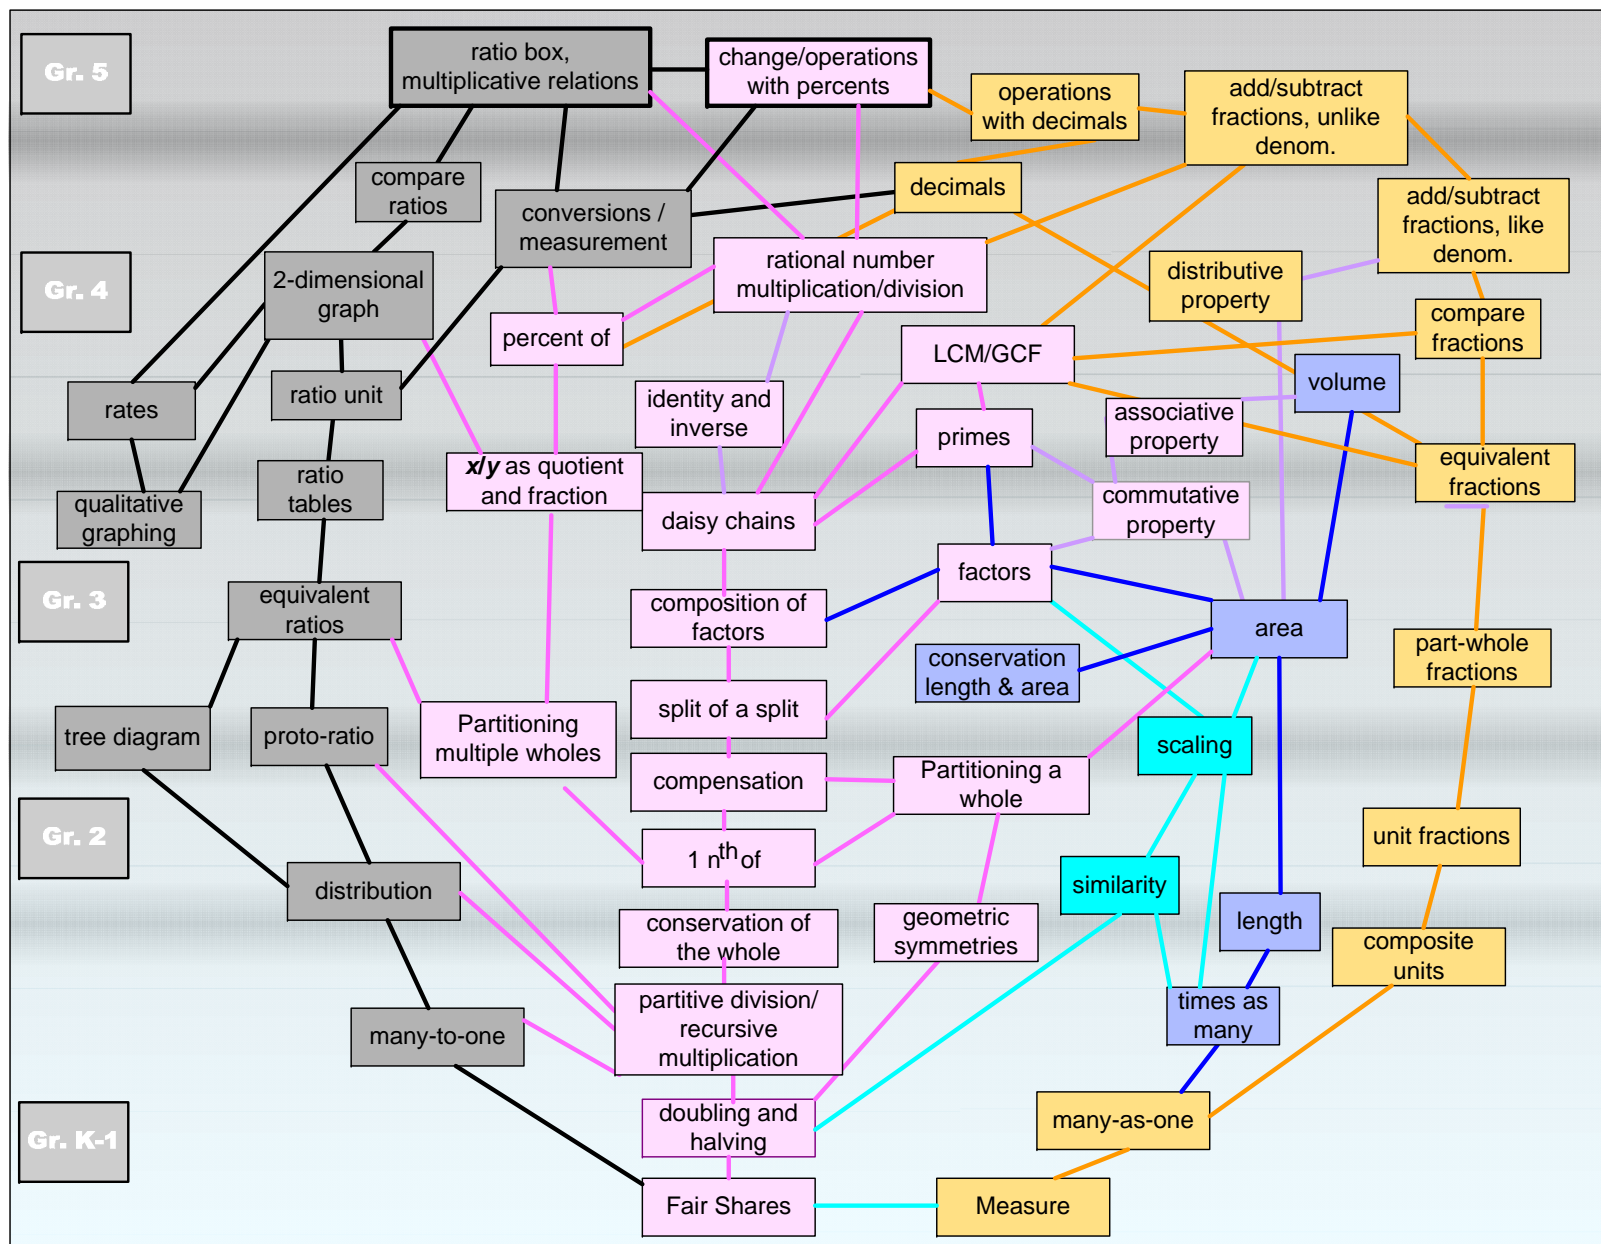 Gr. 5
ratio box,
multiplicative relations
change/operations
with percents
operations
with decimals
add/subtract
fractions, unlike
denom.
compare
ratios
conversions /
measurement
decimals
add/subtract
fractions, like
denom.
Gr. 4
2-dimensional
graph
rational number
multiplication/division
distributive
property
percent of
LCM/GCF
compare
fractions
rates
ratio unit
identity and
inverse
primes
associative
property
volume
qualitative
graphing
ratio
tables
x/y as quotient
and fraction
daisy chains
commutative
property
equivalent
fractions
Gr. 3
equivalent
ratios
composition of
factors
factors
area
conservation
length & area
part-whole
fractions
tree diagram
proto-ratio
Partitioning
multiple wholes
split of a split
scaling
compensation
Partitioning a
whole
Gr. 2
1 nth of
unit fractions
distribution
similarity
conservation of
the whole
geometric
symmetries
length
composite
units
many-to-one
partitive division/
recursive
multiplication
times as
many
Gr. K-1
doubling and
halving
many-as-one
Fair Shares
Measure